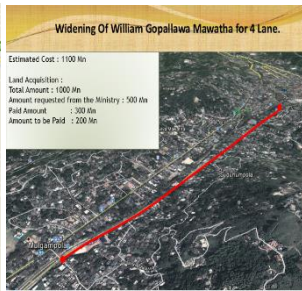 Widening Of William Gopallawa Mawatha for 4 Lane.
Estimated Cost : 1100 Mn
Land Acquisition :
Total Amount : 1000 Mn
Amount requested from the Ministry : 500 Mn
Paid Amount : 300 Mn
Amount to be Paid : 200 Mn
Mulgampola